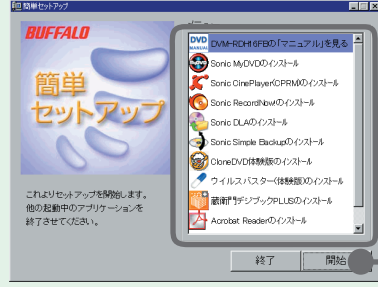 簡単セットアップ
BUFFALO
簡単
セットアップ
これよりセットアップを開始します。
他の起動中のアプリケーションを
終了させてください。
DVM-RDH16FBの「マニュアル」を見る
Sonic MyDVDのインストール
Sonic CinePlayer(CPRM)のインストール
Sonic RecordNow!のインストール
Sonic DLAのインストール
Sonic Simple Backupのインストール
CloneDVD体験版のインストール
ウイルスバスター(体験版)のインストール
蔵衛門デジブックPLUSのインストール
Acrobat Readerのインストール
終了
開始